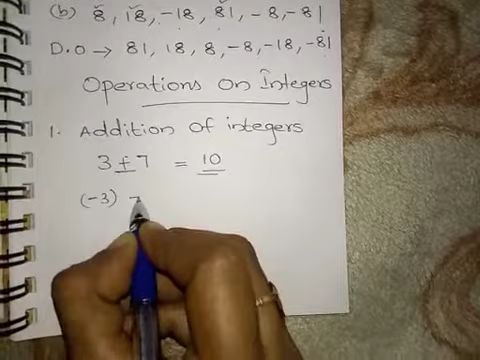 (b) 8, 18, -18, 81, -8, -81
D.O → 81, 18, 8, -8, -18, -81
Operations On Integers
1. Addition Of integers
3 + 7 = 10
(-3)